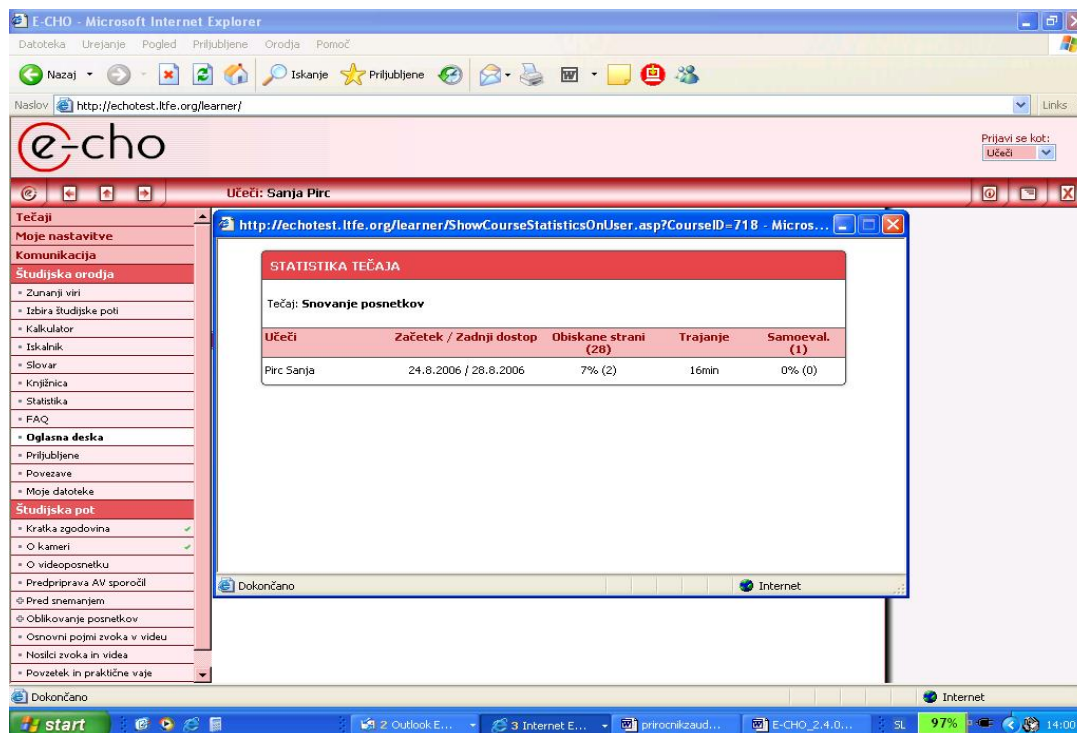 E-CHO - Microsoft Internet Explorer
Datoteka Urejanje Pogled Priljubljene Orodja Pomoč
Nazaj Iskanje Priljubljene
Naslov http://echotest.ltfe.org/learner/ Links
e-cho
Prijavi se kot:
Učeči
Učeči: Sanja Pirc
Tečaji
Moje nastavitve
Komunikacija
Študijska orodja
Zunanji viri
Izbira študijske poti
Kalkulator
Iskalnik
Slovar
Knjižnica
Statistika
FAQ
Oglasna deska
Priljubljene
Povezave
Moje datoteke
Študijska pot
Kratka zgodovina
O kameri
O videoposnetku
Predpriprava AV sporočil
Pred snemanjem
Oblikovanje posnetkov
Osnovni pojmi zvoka v videu
Nosilci zvoka in videa
Povzetek in praktične vaje
http://echotest.ltfe.org/learner/ShowCourseStatisticsOnUser.asp?CourseID=718 - Micros...
STATISTIKA TEČAJA
Tečaj: Snovanje posnetkov
Učeči Začetek / Zadnji dostop Obiskane strani Trajanje Samoeval.
(28) (1)
Pirc Sanja 24.8.2006 / 28.8.2006 7% (2) 16min 0% (0)
Dokončano Internet
Dokončano Internet
start 2 Outlook E... 3 Internet E... prirocnikzaud... E-CHO_2.4.0... SL 97% 14:00